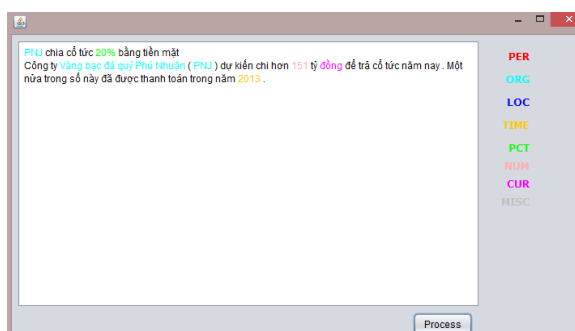 PNJ chia cổ tức 20% bằng tiền mặt
Công ty Vàng bạc đá quý Phú Nhuận ( PNJ ) dự kiến chi hơn 151 tỷ đồng để trả cổ tức năm nay . Một
nửa trong số này đã được thanh toán trong năm 2013 .
PER
ORG
LOC
TIME
PCT
NUM
CUR
MISC
Process